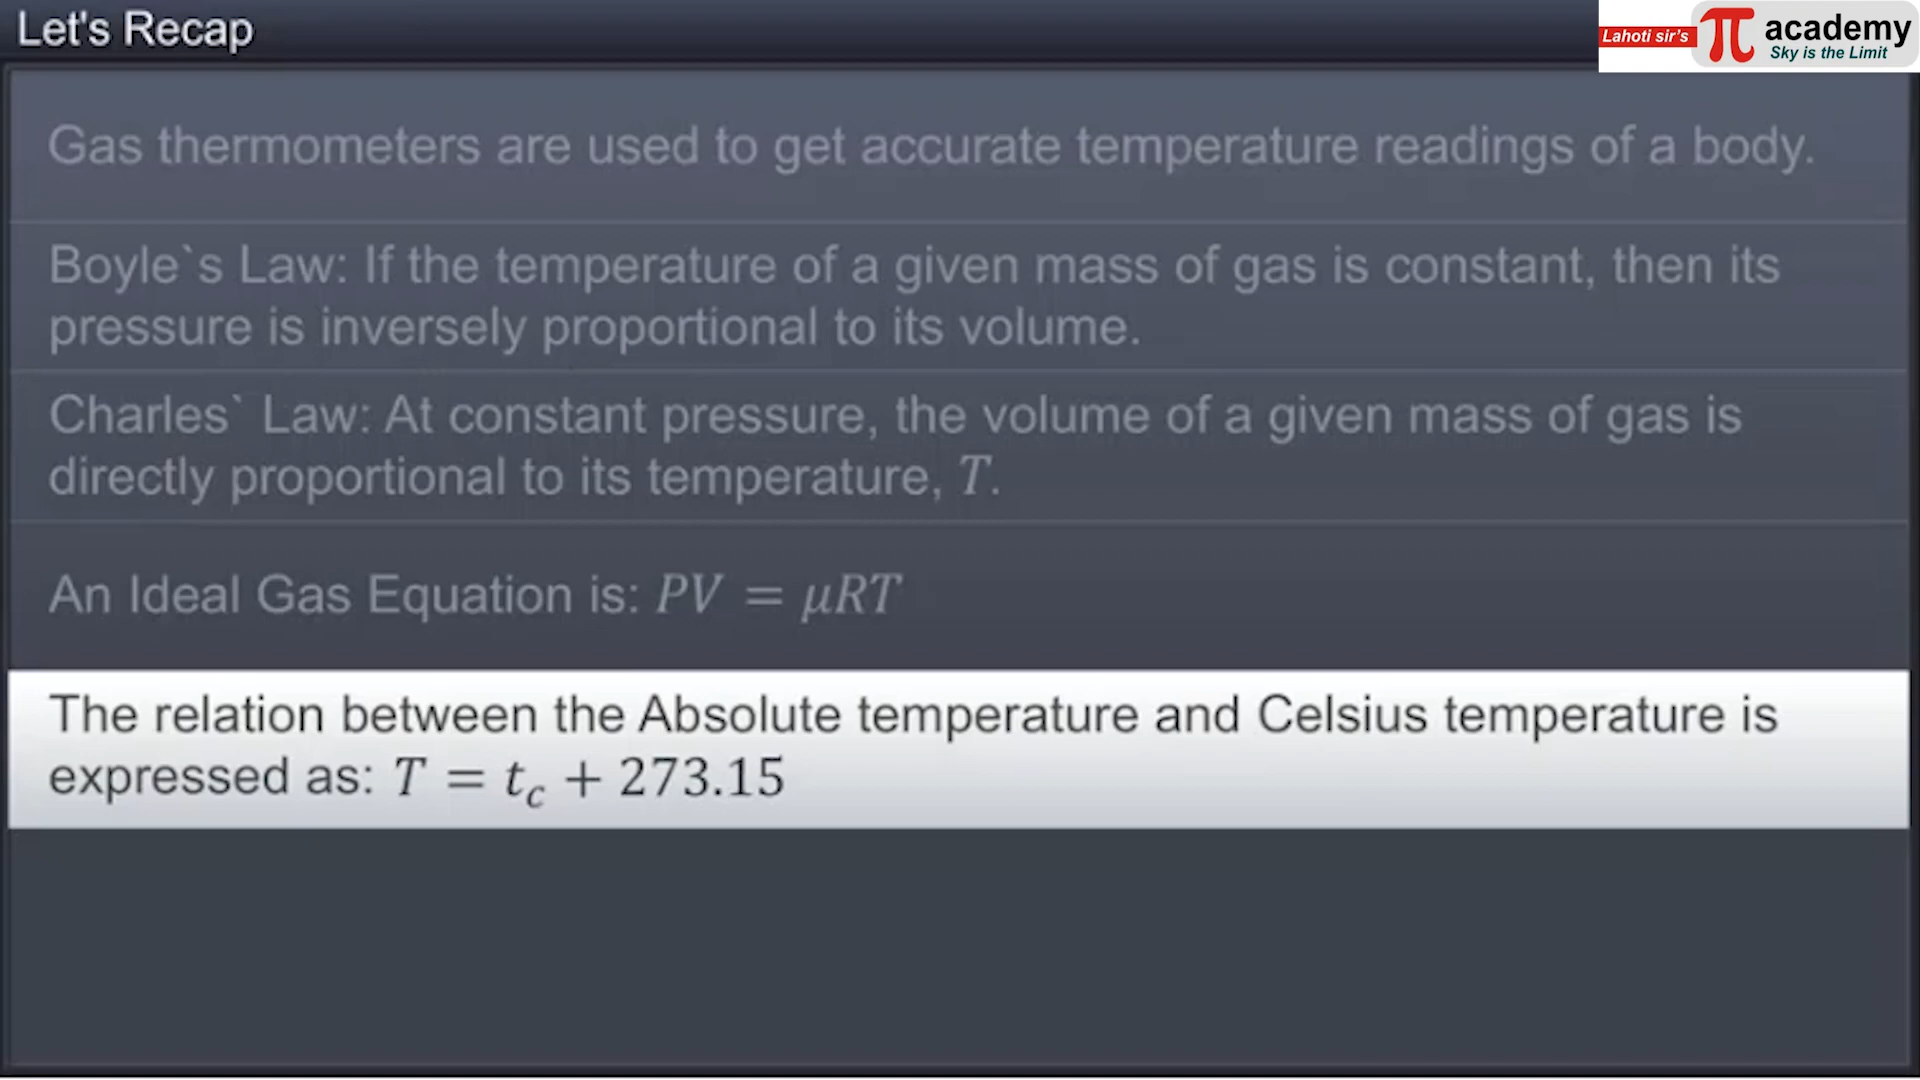 Let's Recap
Lahoti sir's
π academy
Sky is the Limit
Gas thermometers are used to get accurate temperature readings of a body.
Boyle`s Law: If the temperature of a given mass of gas is constant, then its
pressure is inversely proportional to its volume.
Charles` Law: At constant pressure, the volume of a given mass of gas is
directly proportional to its temperature, T.
An Ideal Gas Equation is: PV = μRT
The relation between the Absolute temperature and Celsius temperature is
expressed as: T = t_c + 273.15